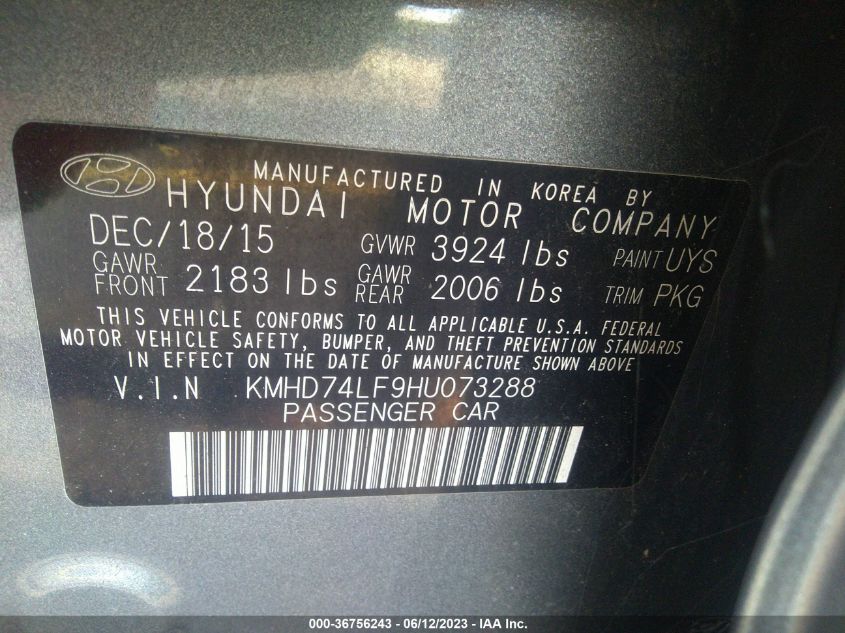 MANUFACTURED IN KOREA BY
HYUNDAI MOTOR COMPANY
DEC/18/15 GVWR 3924 lbs PAINT UYS
GAWR FRONT 2183 lbs GAWR REAR 2006 lbs TRIM PKG
THIS VEHICLE CONFORMS TO ALL APPLICABLE U.S.A. FEDERAL
MOTOR VEHICLE SAFETY, BUMPER, AND THEFT PREVENTION STANDARDS
IN EFFECT ON THE DATE OF MANUFACTURE SHOWN ABOVE
V.I.N KMHD74LF9HU073288
PASSENGER CAR
000-36756243 - 06/12/2023 - IAA Inc.